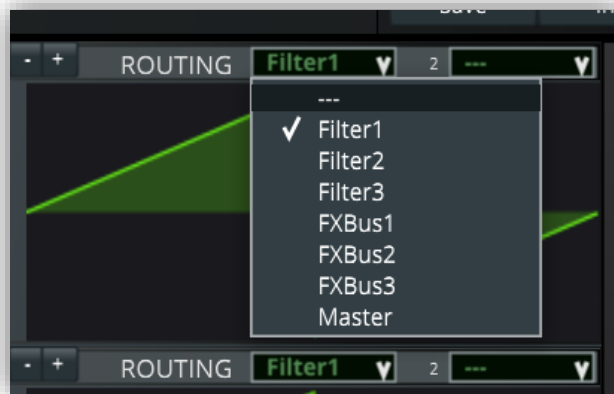 - + ROUTING Filter1 2 ---
---
Filter1
Filter2
Filter3
FXBus1
FXBus2
FXBus3
Master
- + ROUTING Filter1 2 ---